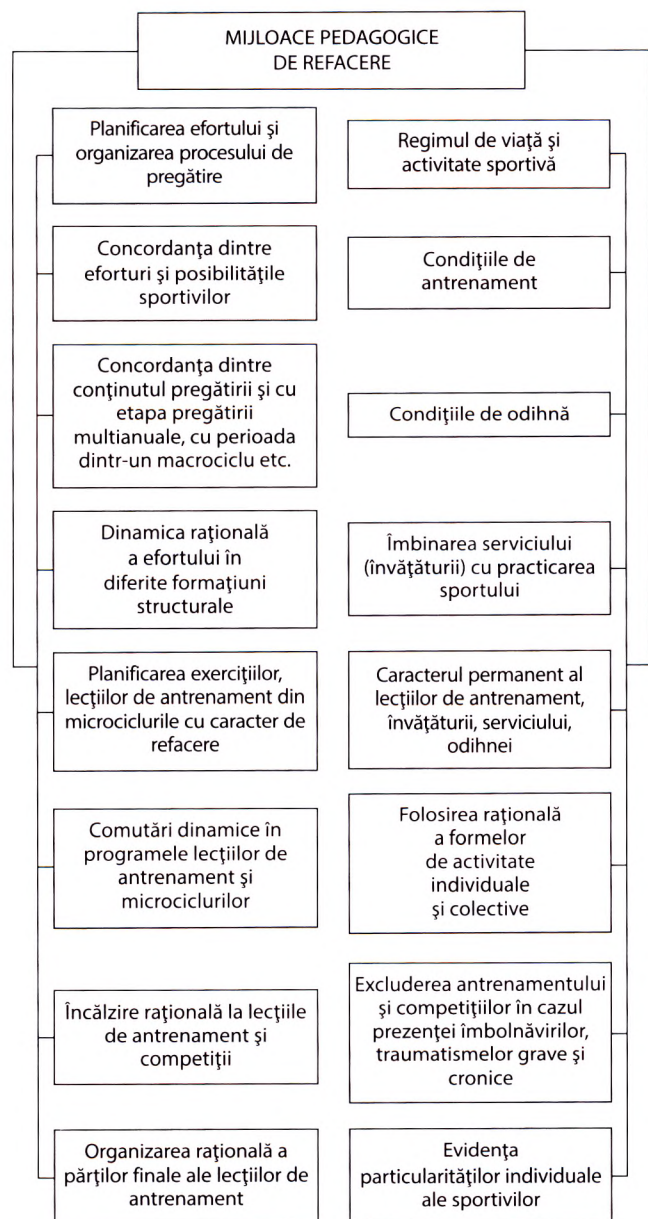 MIJLOACE PEDAGOGICE
DE REFACERE
Planificarea efortului şi
organizarea procesului de
pregătire
Concordanţa dintre
eforturi şi posibilităţile
sportivilor
Concordanţa dintre
conţinutul pregătirii şi cu
etapa pregătirii
multianuale, cu perioada
dintr-un macrociclu etc.
Dinamica raţională
a efortului în
diferite formaţiuni
structurale
Planificarea exerciţiilor,
lecţiilor de antrenament din
microciclurile cu caracter de
refacere
Comutări dinamice în
programele lecţiilor de
antrenament şi
microciclurilor
Încălzire raţională la lecţiile
de antrenament şi
competiţii
Organizarea raţională a
părţilor finale ale lecţiilor de
antrenament
Regimul de viaţă şi
activitate sportivă
Condiţiile de
antrenament
Condiţiile de odihnă
Îmbinarea serviciului
(învăţăturii) cu practicarea
sportului
Caracterul permanent al
lecţiilor de antrenament,
învăţăturii, serviciului,
odihnei
Folosirea raţională
a formelor
de activitate
individuale
şi colective
Excluderea antrenamentului
şi competiţiilor în cazul
prezenţei îmbolnăvirilor,
traumatismelor grave şi
cronice
Evidenţa
particularităţilor individuale
ale sportivilor